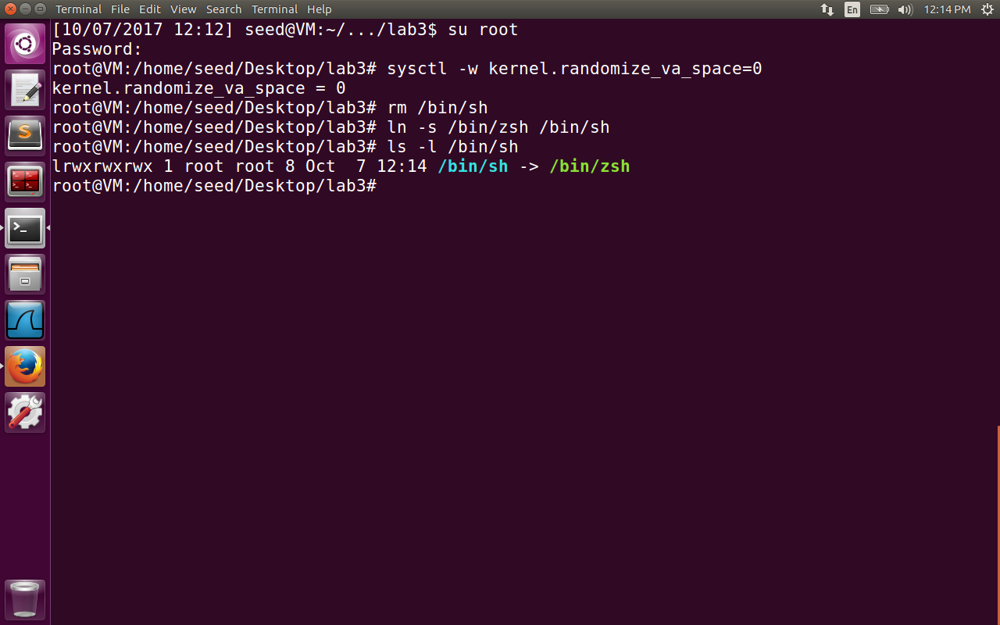 Terminal File Edit View Search Terminal Help En 12:14 PM
[10/07/2017 12:12] seed@VM:~/.../lab3$ su root
Password:
root@VM:/home/seed/Desktop/lab3# sysctl -w kernel.randomize_va_space=0
kernel.randomize_va_space = 0
root@VM:/home/seed/Desktop/lab3# rm /bin/sh
root@VM:/home/seed/Desktop/lab3# ln -s /bin/zsh /bin/sh
root@VM:/home/seed/Desktop/lab3# ls -l /bin/sh
lrwxrwxrwx 1 root root 8 Oct  7 12:14 /bin/sh -> /bin/zsh
root@VM:/home/seed/Desktop/lab3#